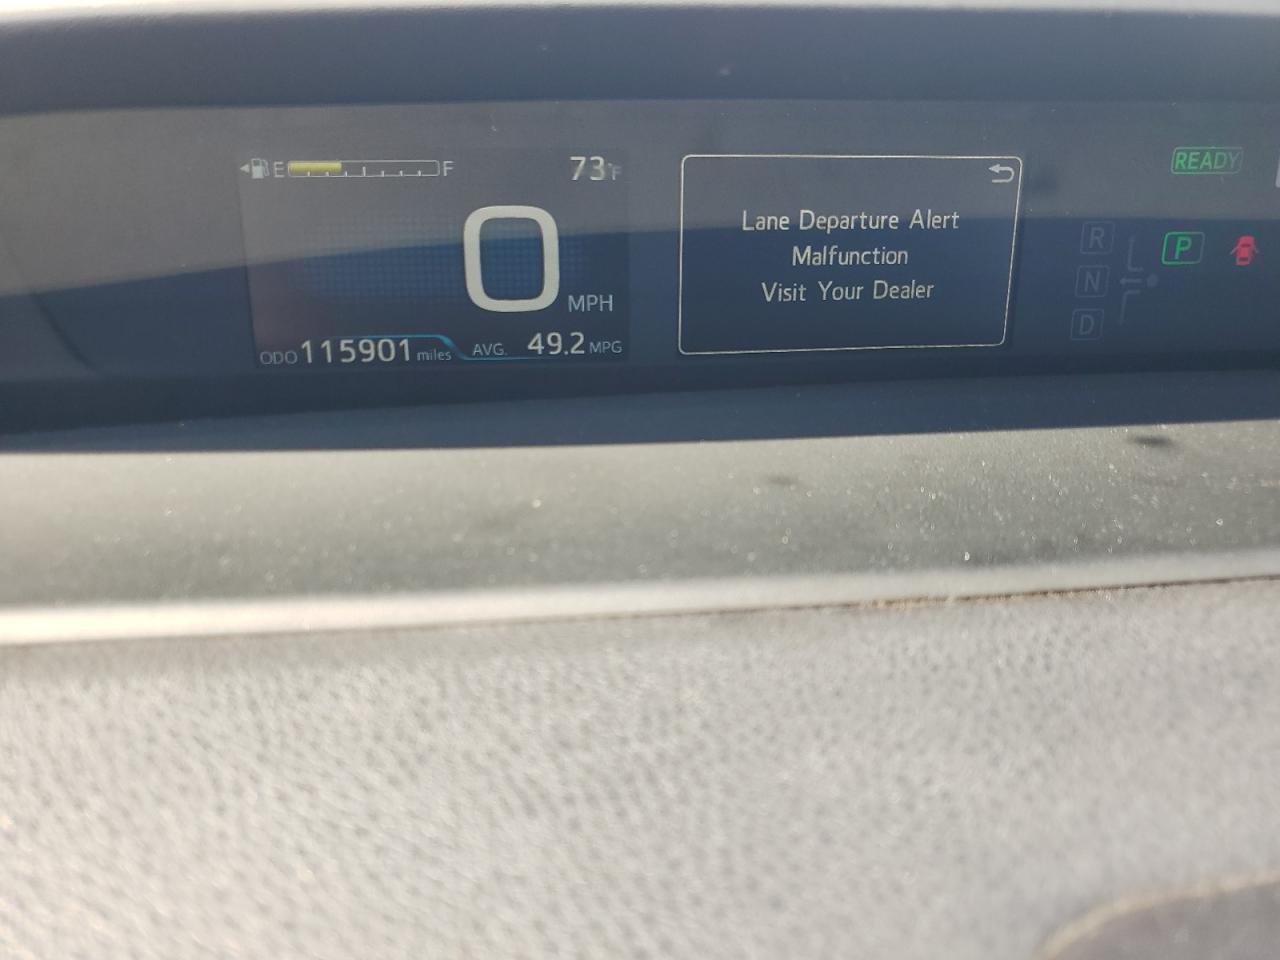 E F 73°F
0 MPH
ODO 115901 miles AVG. 49.2 MPG
Lane Departure Alert
Malfunction
Visit Your Dealer
READY
R
P
N
D